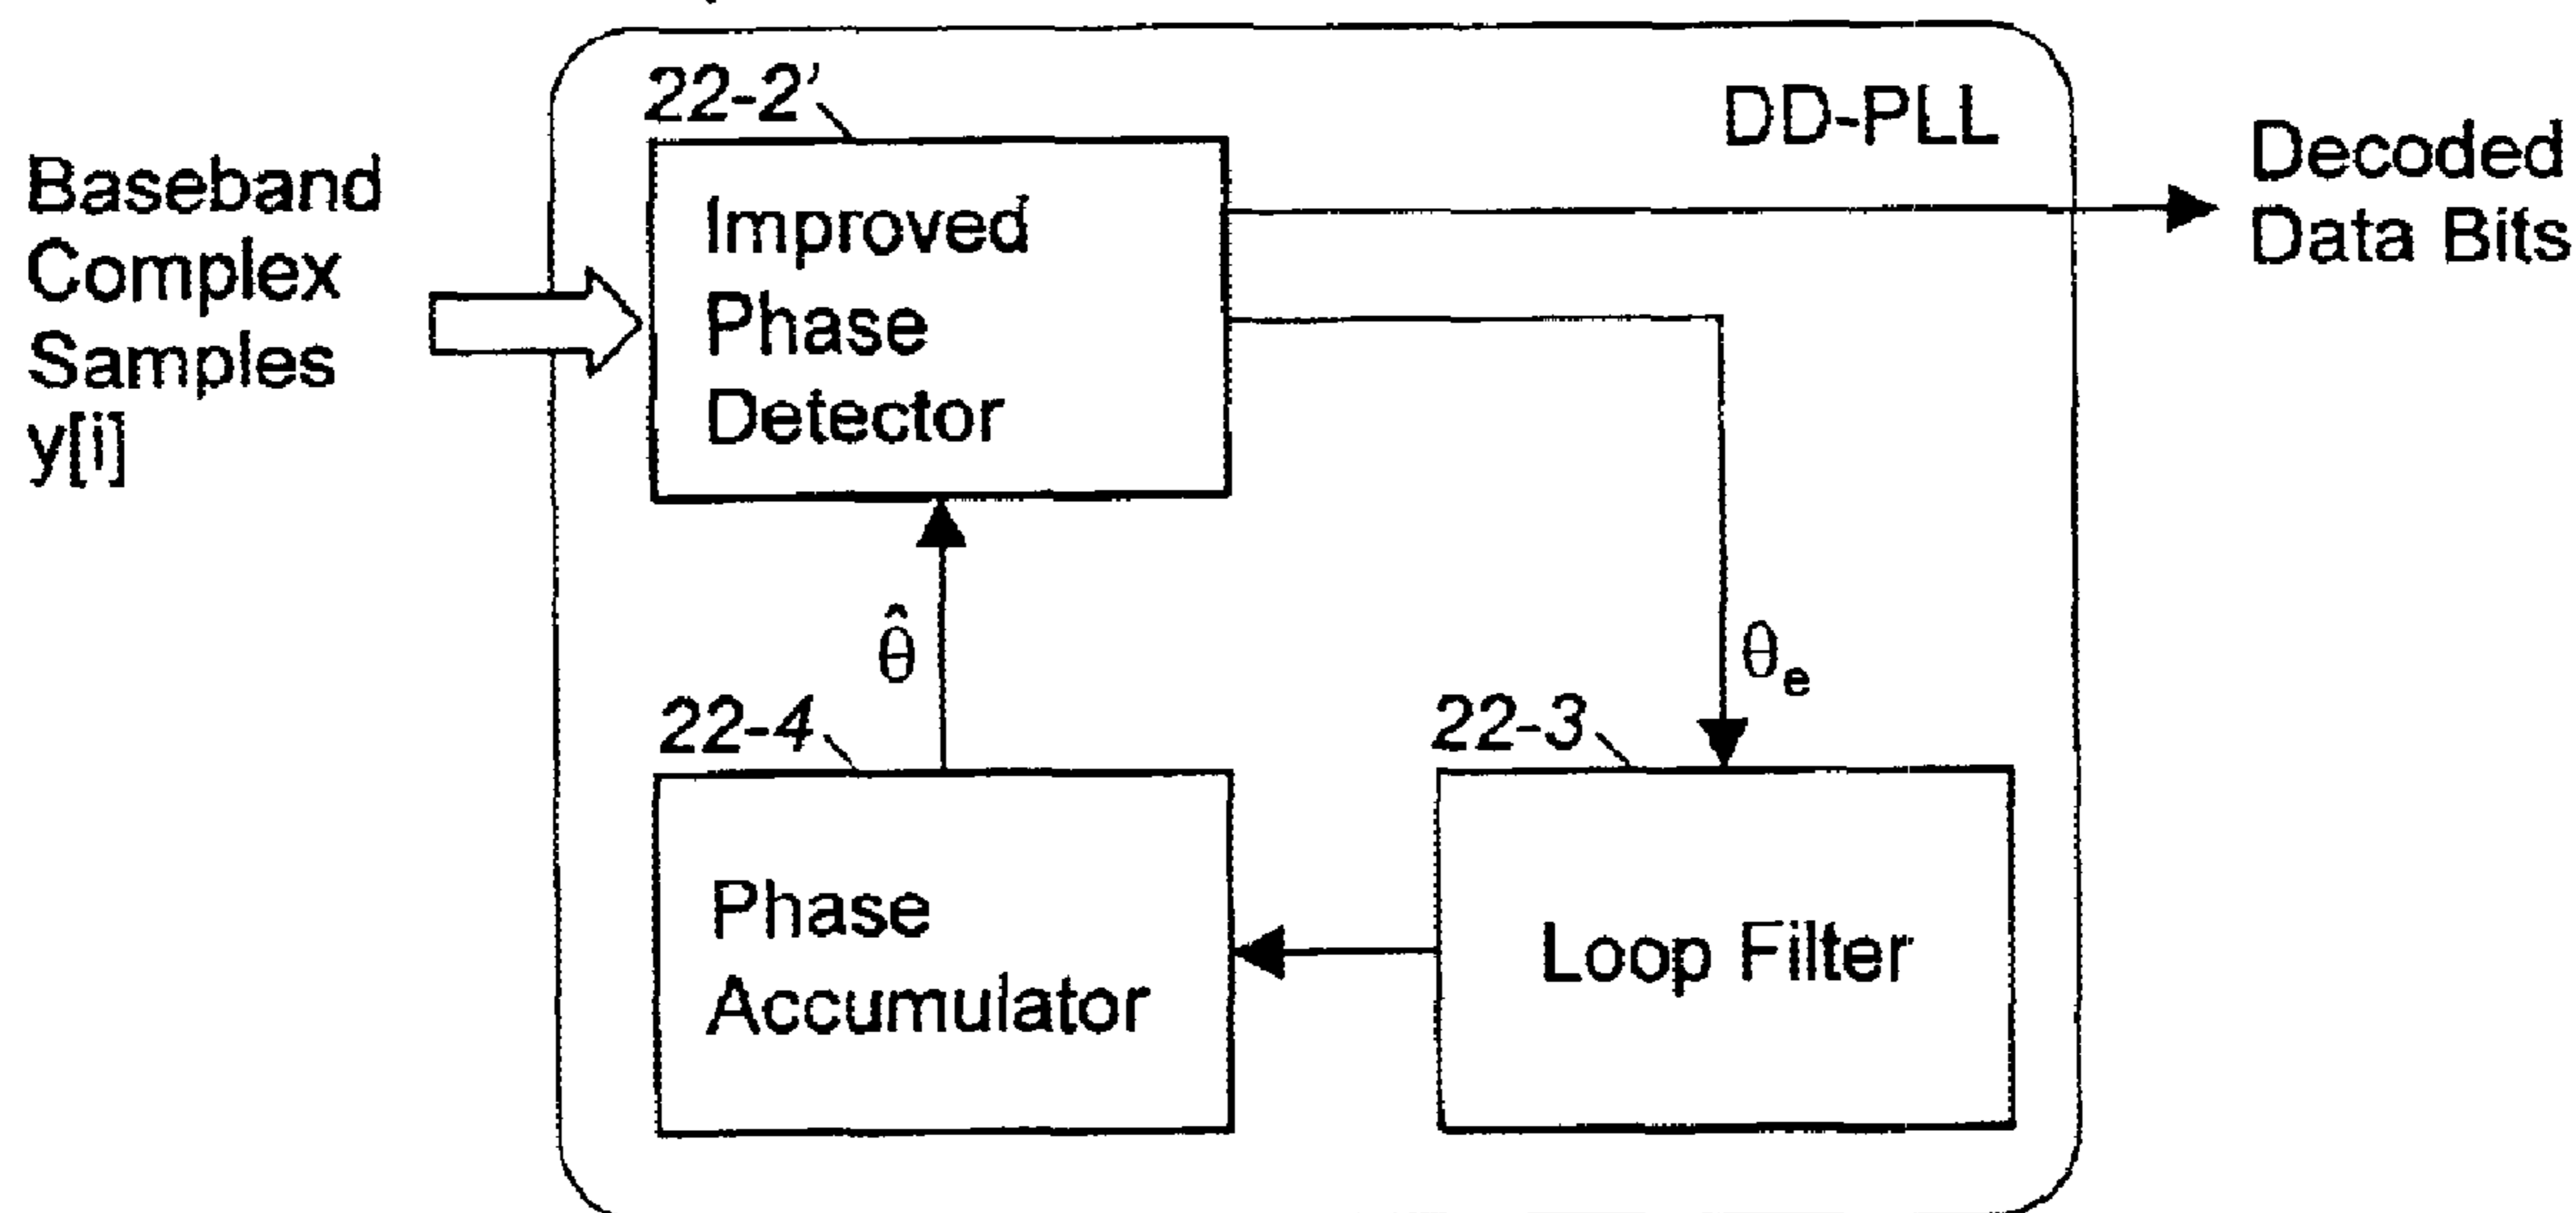 22-2'
DD-PLL
Baseband
Complex
Samples
y[i]
Improved
Phase
Detector
Decoded
Data Bits
θ̂
θe
22-4
22-3
Phase
Accumulator
Loop Filter